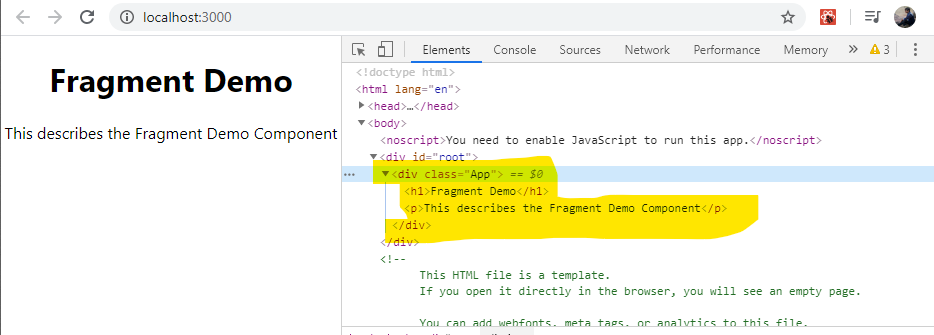 localhost:3000
Elements Console Sources Network Performance Memory » 3
Fragment Demo
This describes the Fragment Demo Component
<!doctype html>
<html lang="en">
<head>…</head>
<body>
<noscript>You need to enable JavaScript to run this app.</noscript>
<div id="root">
… <div class="App"> == $0
<h1>Fragment Demo</h1>
<p>This describes the Fragment Demo Component</p>
</div>
</div>
<!--
This HTML file is a template.
If you open it directly in the browser, you will see an empty page.
You can add webfonts, meta tags, or analytics to this file.